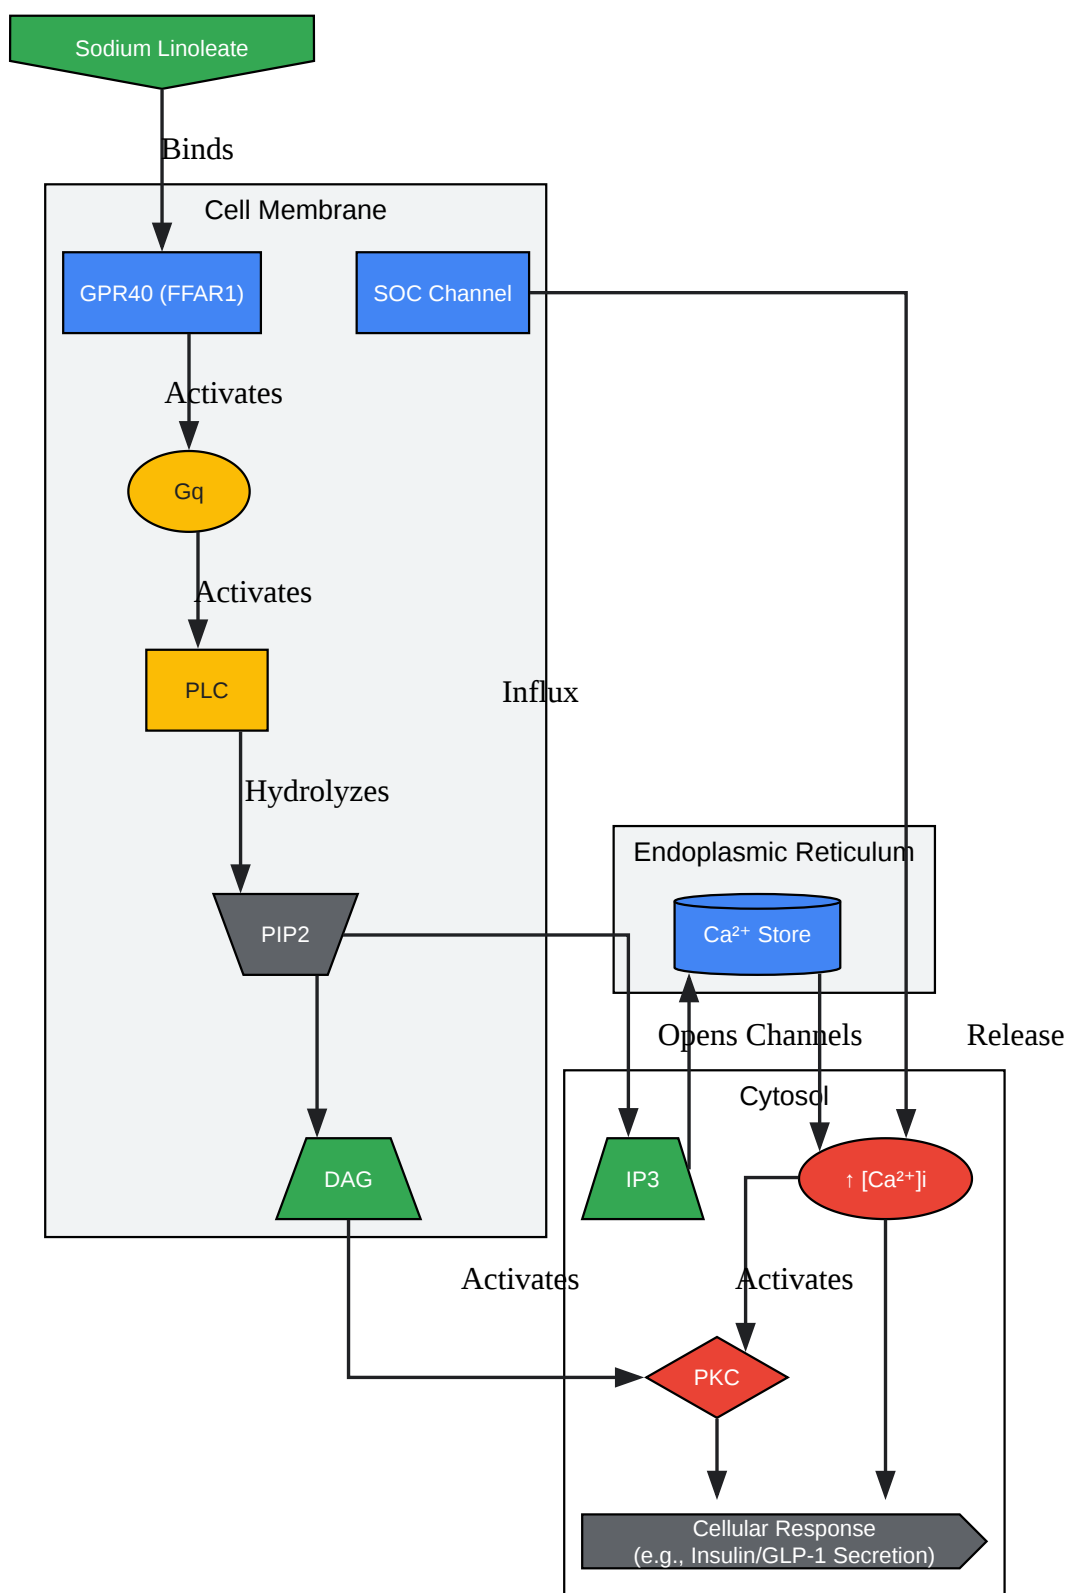 Sodium Linoleate
Binds
Cell Membrane
GPR40 (FFAR1)
SOC Channel
Activates
Gq
Activates
PLC
Influx
Hydrolyzes
Endoplasmic Reticulum
PIP2
Ca²⁺ Store
Opens Channels
Release
Cytosol
DAG
IP3
↑ [Ca²⁺]i
Activates
Activates
PKC
Cellular Response
(e.g., Insulin/GLP-1 Secretion)